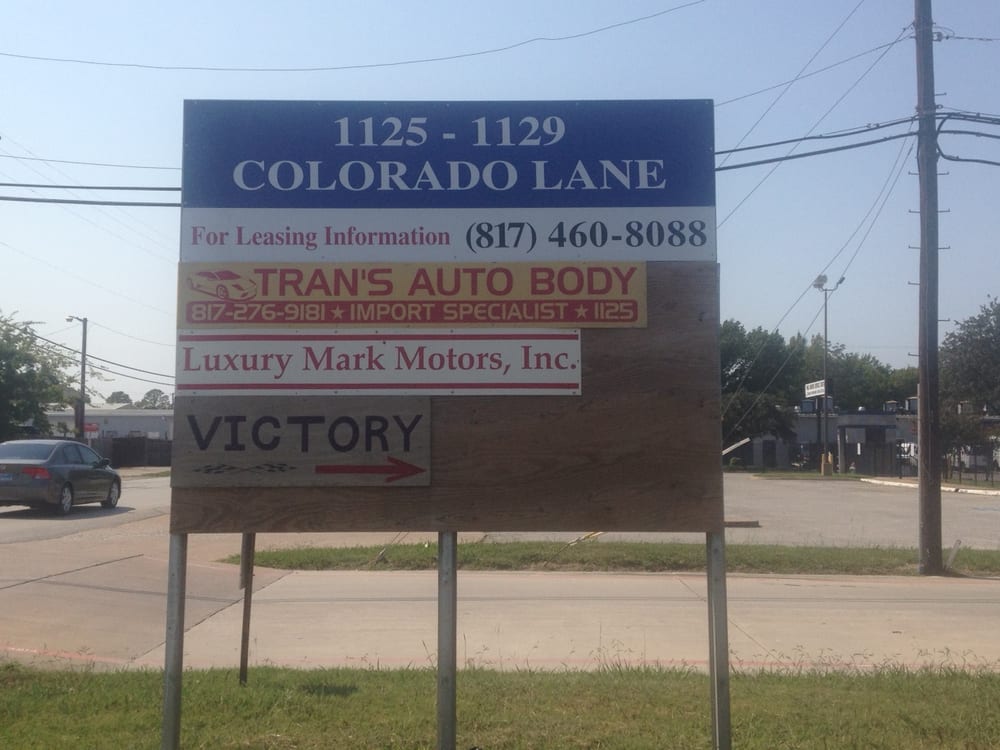 1125 - 1129
COLORADO LANE
For Leasing Information (817) 460-8088
TRAN'S AUTO BODY
817-276-9181 ★ IMPORT SPECIALIST ★ 1125
Luxury Mark Motors, Inc.
VICTORY